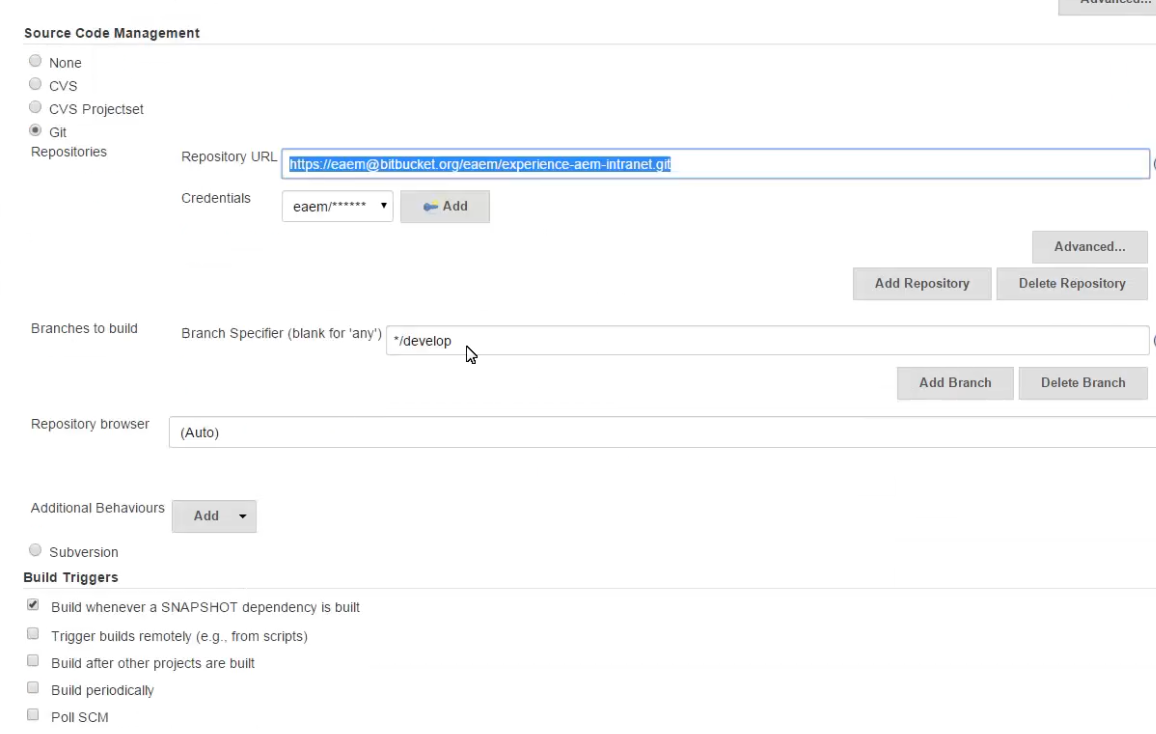 Advanced...
Source Code Management
None
CVS
CVS Projectset
Git
Repositories
Repository URL https://eaem@bitbucket.org/eaem/experience-aem-intranet.git
Credentials eaem/****** Add
Advanced...
Add Repository Delete Repository
Branches to build Branch Specifier (blank for 'any') */develop
Add Branch Delete Branch
Repository browser (Auto)
Additional Behaviours Add
Subversion
Build Triggers
Build whenever a SNAPSHOT dependency is built
Trigger builds remotely (e.g., from scripts)
Build after other projects are built
Build periodically
Poll SCM